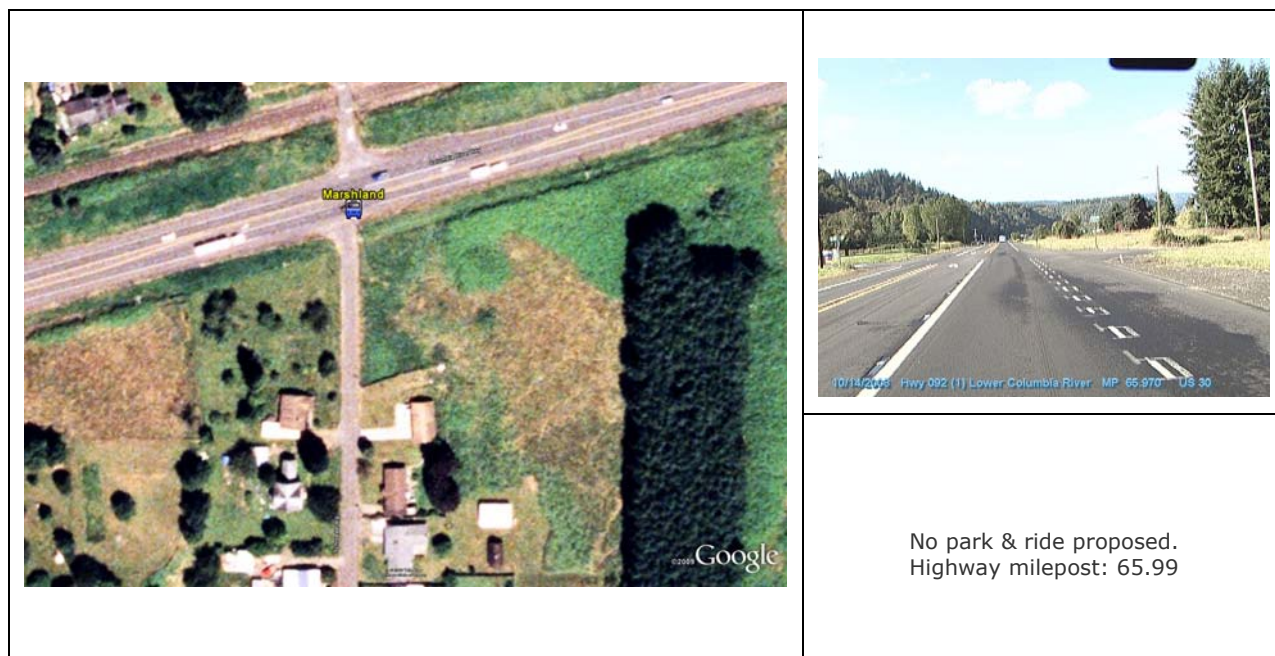 Marshland
©2009 Google
10/14/2008 Hwy 092 (1) Lower Columbia River MP 65.970 US 30
No park & ride proposed.
Highway milepost: 65.99